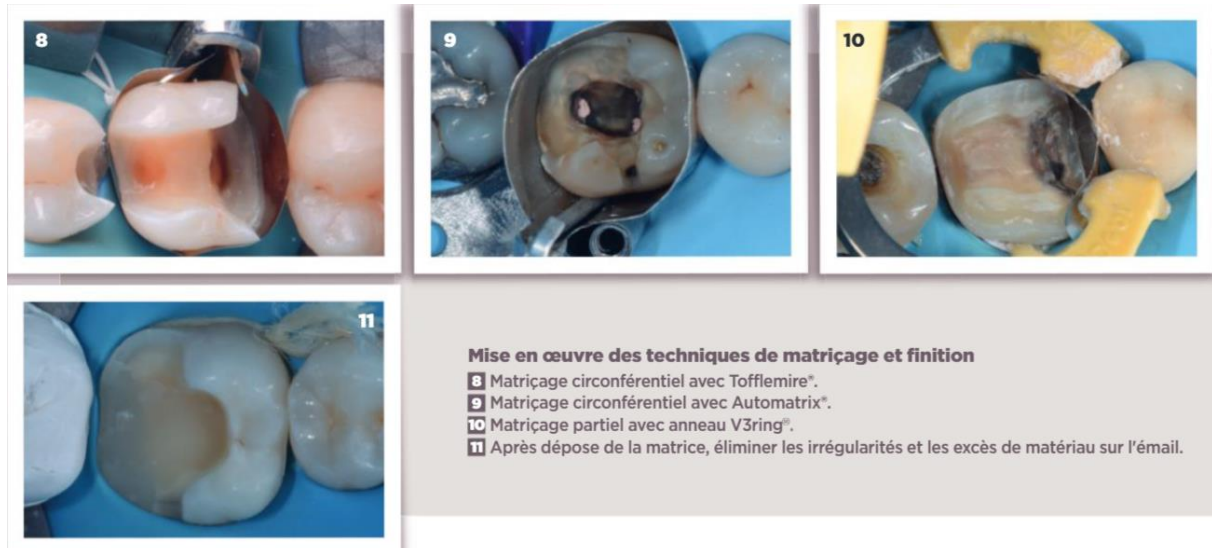 8
9
10
11
Mise en œuvre des techniques de matriçage et finition
8 Matriçage circonférentiel avec Tofflemire®.
9 Matriçage circonférentiel avec Automatrix®.
10 Matriçage partiel avec anneau V3ring®.
11 Après dépose de la matrice, éliminer les irrégularités et les excès de matériau sur l'émail.